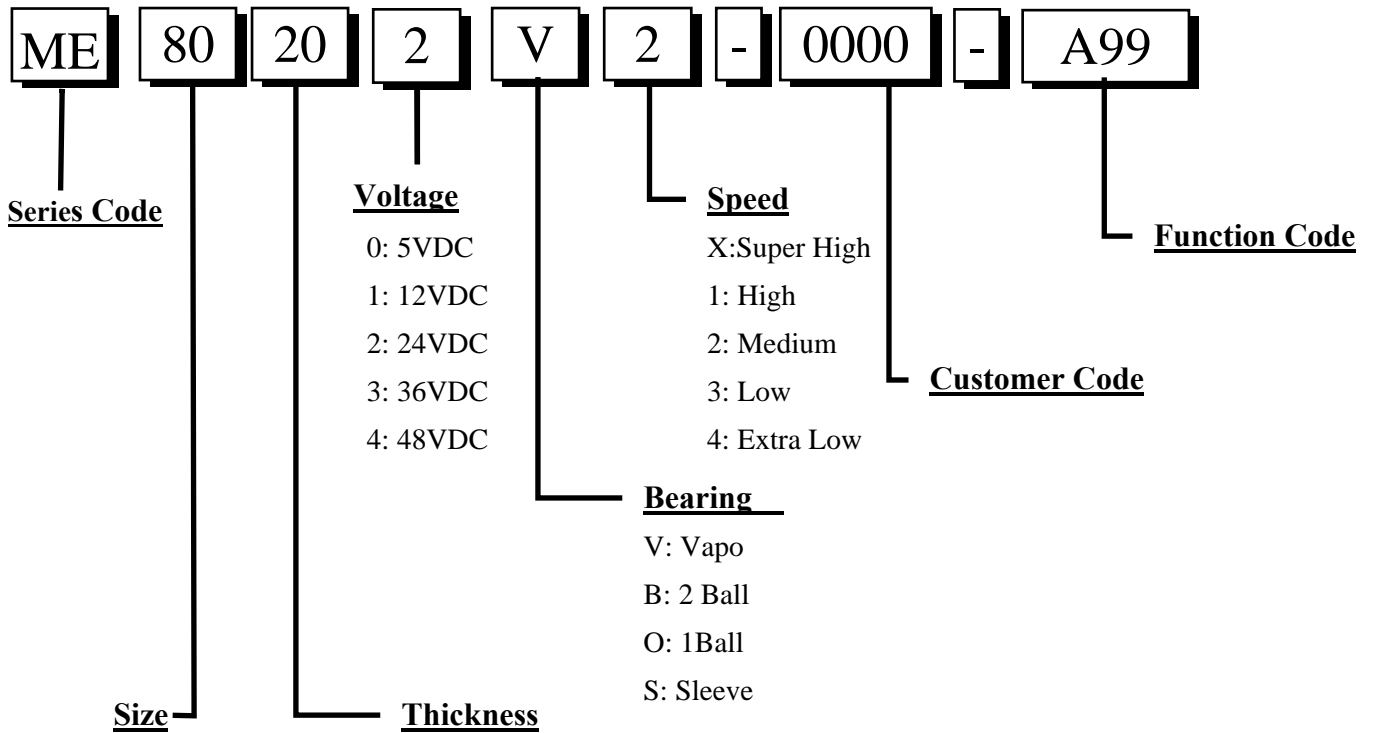 ME 80 20 2 V 2 - 0000 - A99
Series Code
Voltage
0: 5VDC
1: 12VDC
2: 24VDC
3: 36VDC
4: 48VDC
Speed
X:Super High
1: High
2: Medium
3: Low
4: Extra Low
Function Code
Customer Code
Bearing
V: Vapo
B: 2 Ball
O: 1Ball
S: Sleeve
Size
Thickness